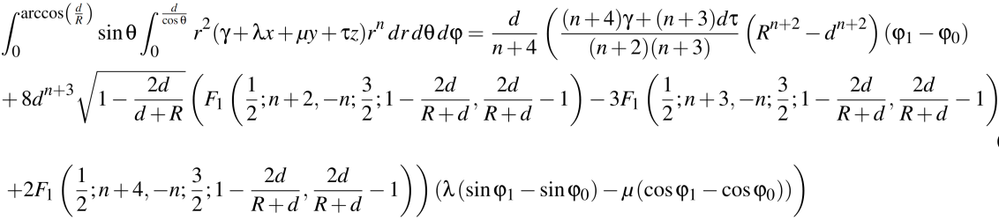 ∫_0^{arccos(d/R)} sin θ ∫_0^{d/cos θ} r^2(γ+λx+μy+τz)r^n dr dθ dφ = d/(n+4) ( ((n+4)γ+(n+3)dτ)/((n+2)(n+3)) (R^{n+2} − d^{n+2}) (φ_1 − φ_0)
+ 8d^{n+3} √(1 − 2d/(d+R)) ( F_1 ( 1/2; n+2, −n; 3/2; 1 − 2d/(R+d), 2d/(R+d) − 1 ) − 3F_1 ( 1/2; n+3, −n; 3/2; 1 − 2d/(R+d), 2d/(R+d) − 1 )
+2F_1 ( 1/2; n+4, −n; 3/2; 1 − 2d/(R+d), 2d/(R+d) − 1 ) ) (λ(sin φ_1 − sin φ_0) − μ(cos φ_1 − cos φ_0)) )